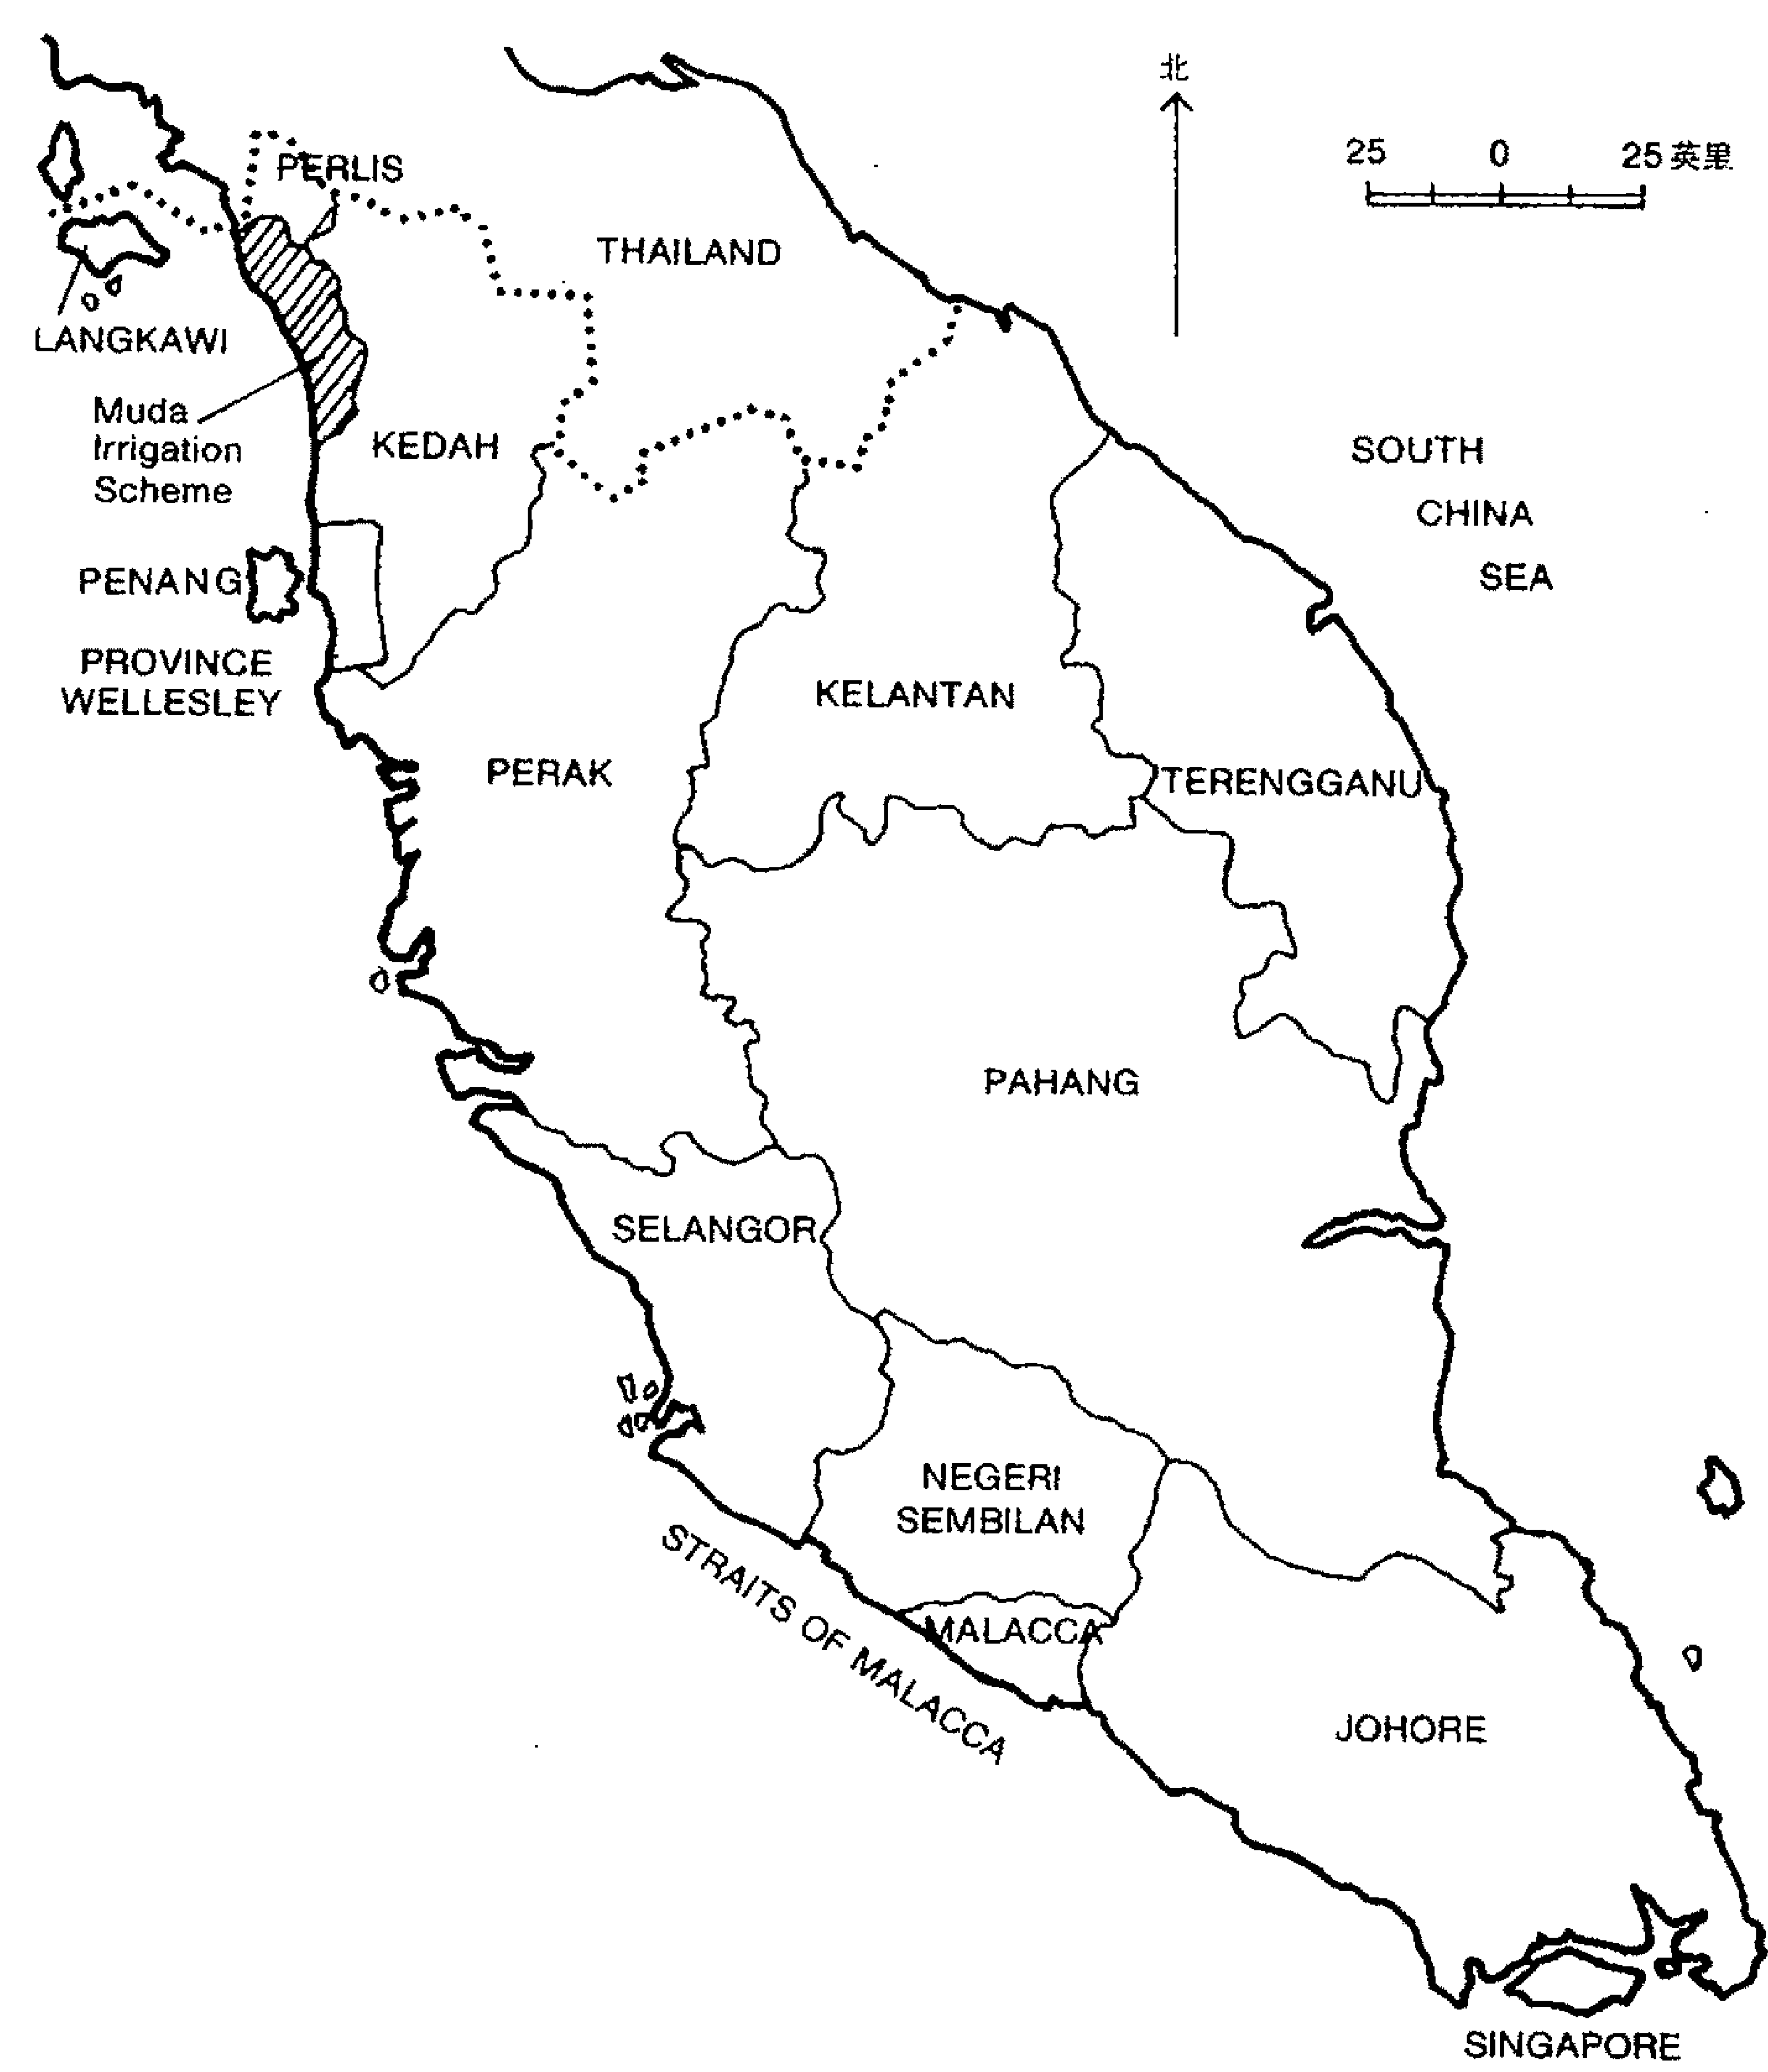 北
25 0 25 英里
PERLIS
THAILAND
LANGKAWI
Muda
Irrigation
Scheme
KEDAH
SOUTH
CHINA
SEA
PENANG
PROVINCE
WELLESLEY
KELANTAN
PERAK
TERENGGANU
PAHANG
SELANGOR
NEGERI
SEMBILAN
STRAITS OF MALACCA
MALACCA
JOHORE
SINGAPORE